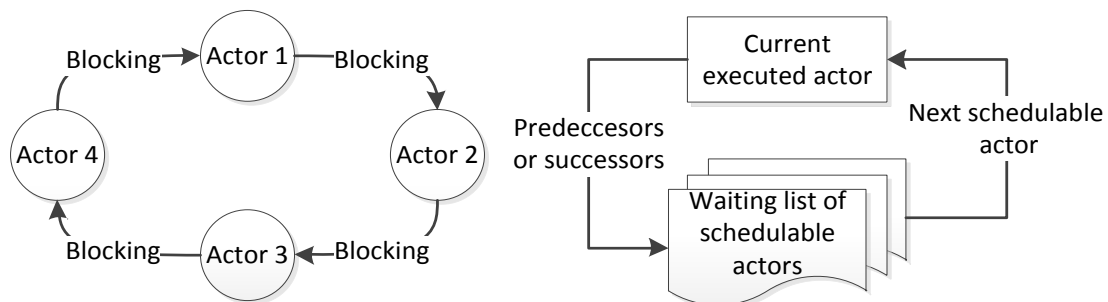 Blocking
Actor 1
Blocking
Actor 4
Actor 2
Blocking
Actor 3
Blocking
Current
executed actor
Predeccesors
or successors
Next schedulable
actor
Waiting list of
schedulable
actors